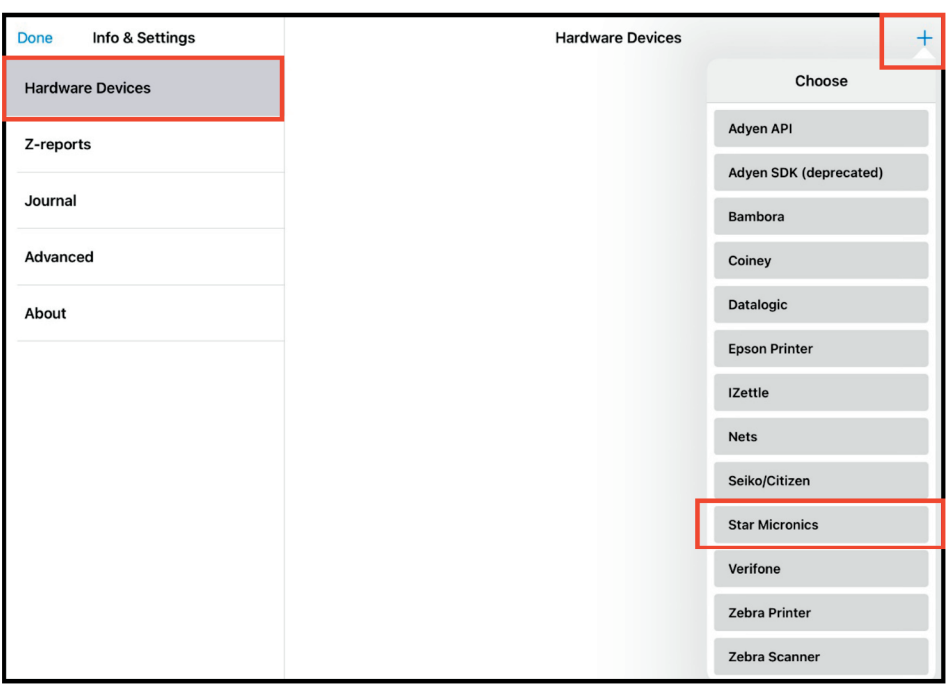 Done Info & Settings
Hardware Devices
Z-reports
Journal
Advanced
About
Hardware Devices
+
Choose
Adyen API
Adyen SDK (deprecated)
Bambora
Coiney
Datalogic
Epson Printer
IZettle
Nets
Seiko/Citizen
Star Micronics
Verifone
Zebra Printer
Zebra Scanner